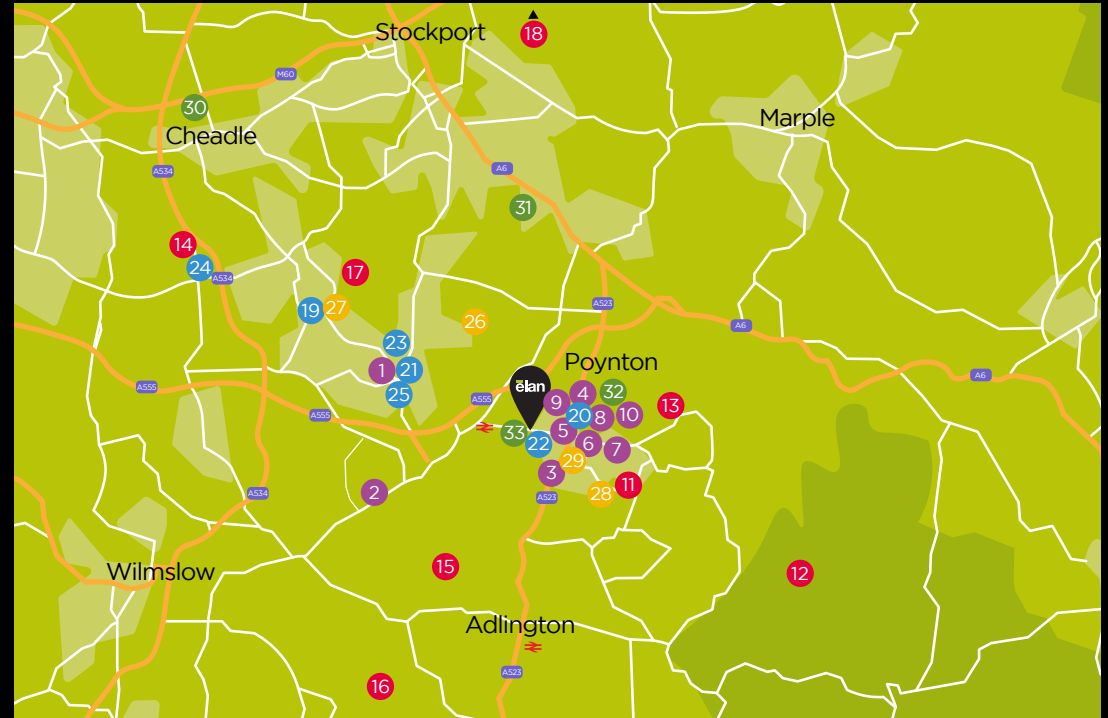 18
Stockport
M60
30
Cheadle
Marple
A534
A6
31
14
24
A534
17
19
27
26
A523
A6
23
1
21
25
Poynton
A6
A555
A555
A555
ëlan
9
4
32
20
8
10
13
33
22
5
6
7
29
3
28
11
A523
2
A534
Wilmslow
15
12
Adlington
A523
16